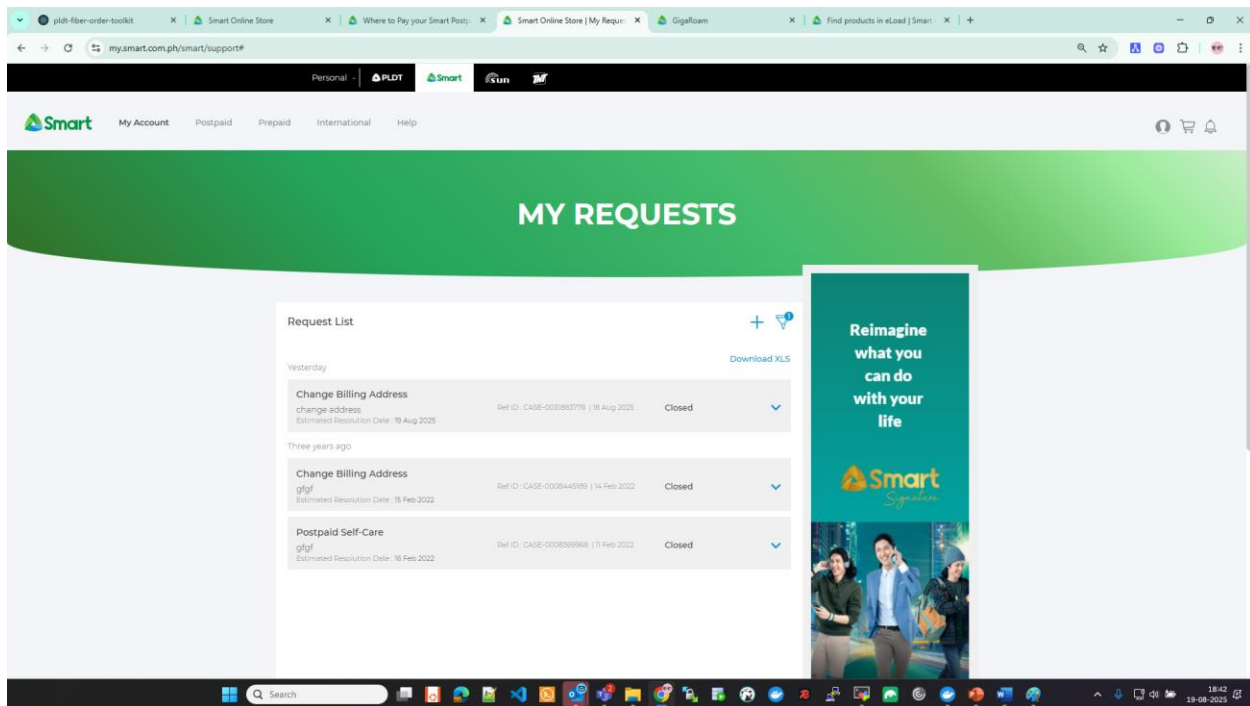 pldt-fiber-order-toolkit
Smart Online Store
Where to Pay your Smart Postp
Smart Online Store | My Reque
GigaRoam
Find products in eLoad | Smart
my.smart.com.ph/smart/support#
Personal
PLDT
Smart
Sun
TNT
Smart
My Account
Postpaid
Prepaid
International
Help
MY REQUESTS
Request List
1
Download XLS
Yesterday
Change Billing Address
change address
Ref ID : CASE-0031883778 | 18 Aug 2025
Closed
Estimated Resolution Date : 19 Aug 2025
Three years ago
Change Billing Address
gfgf
Ref ID : CASE-0008445189 | 14 Feb 2022
Closed
Estimated Resolution Date : 15 Feb 2022
Postpaid Self-Care
gfgf
Ref ID : | 11 Feb 2022
Closed
Estimated Resolution Date : 16 Feb 2022
Reimagine
what you
can do
with your
life
Smart
Signature
Search
18:42
19-08-2025